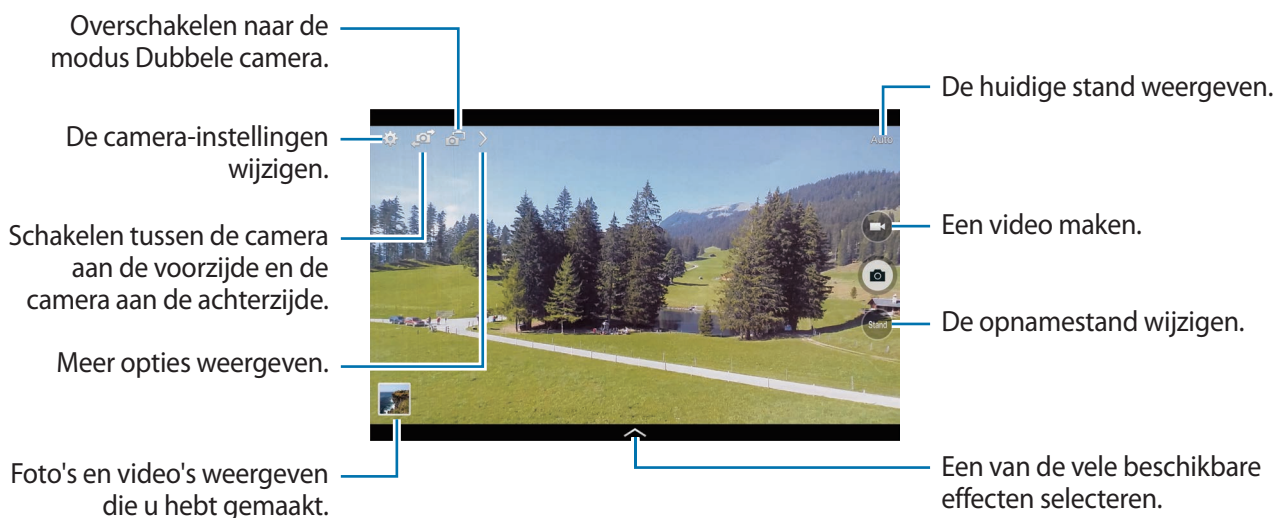 Overschakelen naar de
modus Dubbele camera.
De camera-instellingen
wijzigen.
Schakelen tussen de camera
aan de voorzijde en de
camera aan de achterzijde.
Meer opties weergeven.
Foto's en video's weergeven
die u hebt gemaakt.
Auto
Stand
De huidige stand weergeven.
Een video maken.
De opnamestand wijzigen.
Een van de vele beschikbare
effecten selecteren.